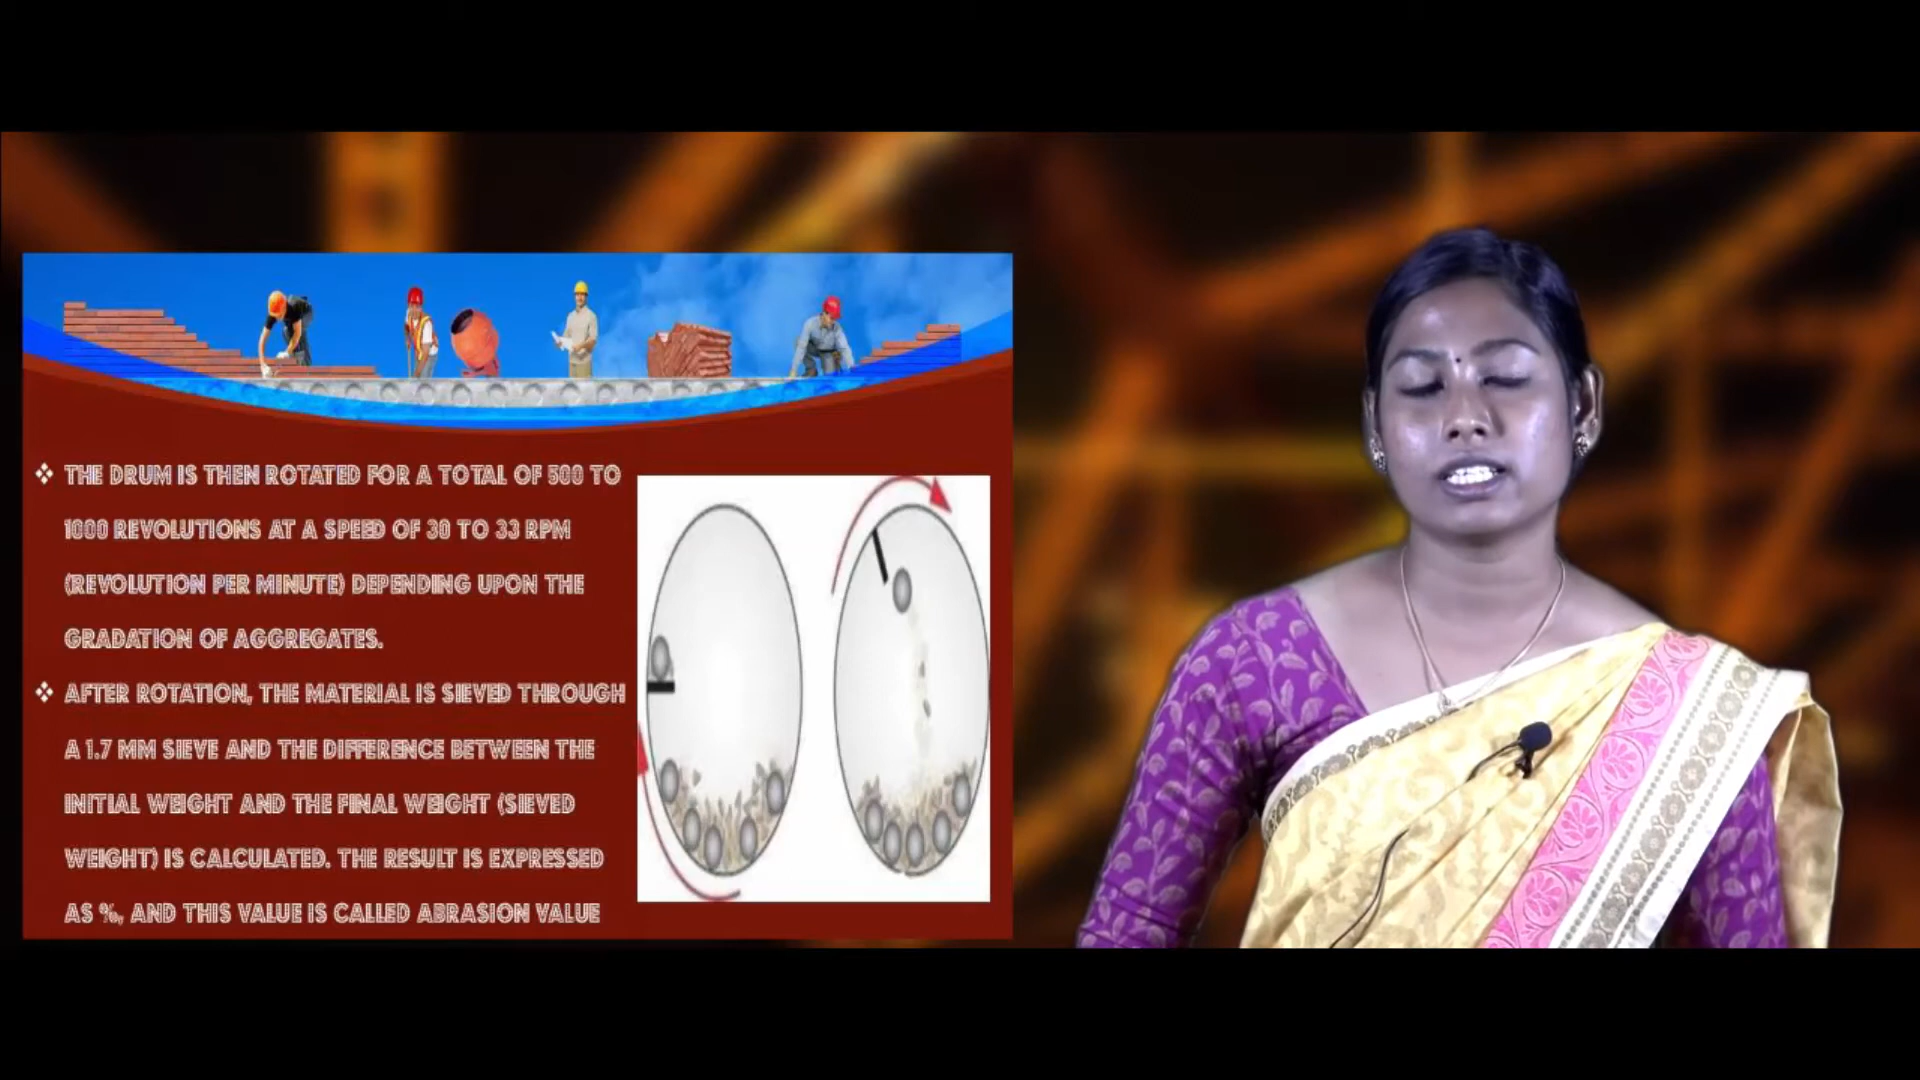 ❖ THE DRUM IS THEN ROTATED FOR A TOTAL OF 500 TO
1000 REVOLUTIONS AT A SPEED OF 30 TO 33 RPM
(REVOLUTION PER MINUTE) DEPENDING UPON THE
GRADATION OF AGGREGATES.
❖ AFTER ROTATION, THE MATERIAL IS SIEVED THROUGH
A 1.7 MM SIEVE AND THE DIFFERENCE BETWEEN THE
INITIAL WEIGHT AND THE FINAL WEIGHT (SIEVED
WEIGHT) IS CALCULATED. THE RESULT IS EXPRESSED
AS %, AND THIS VALUE IS CALLED ABRASION VALUE